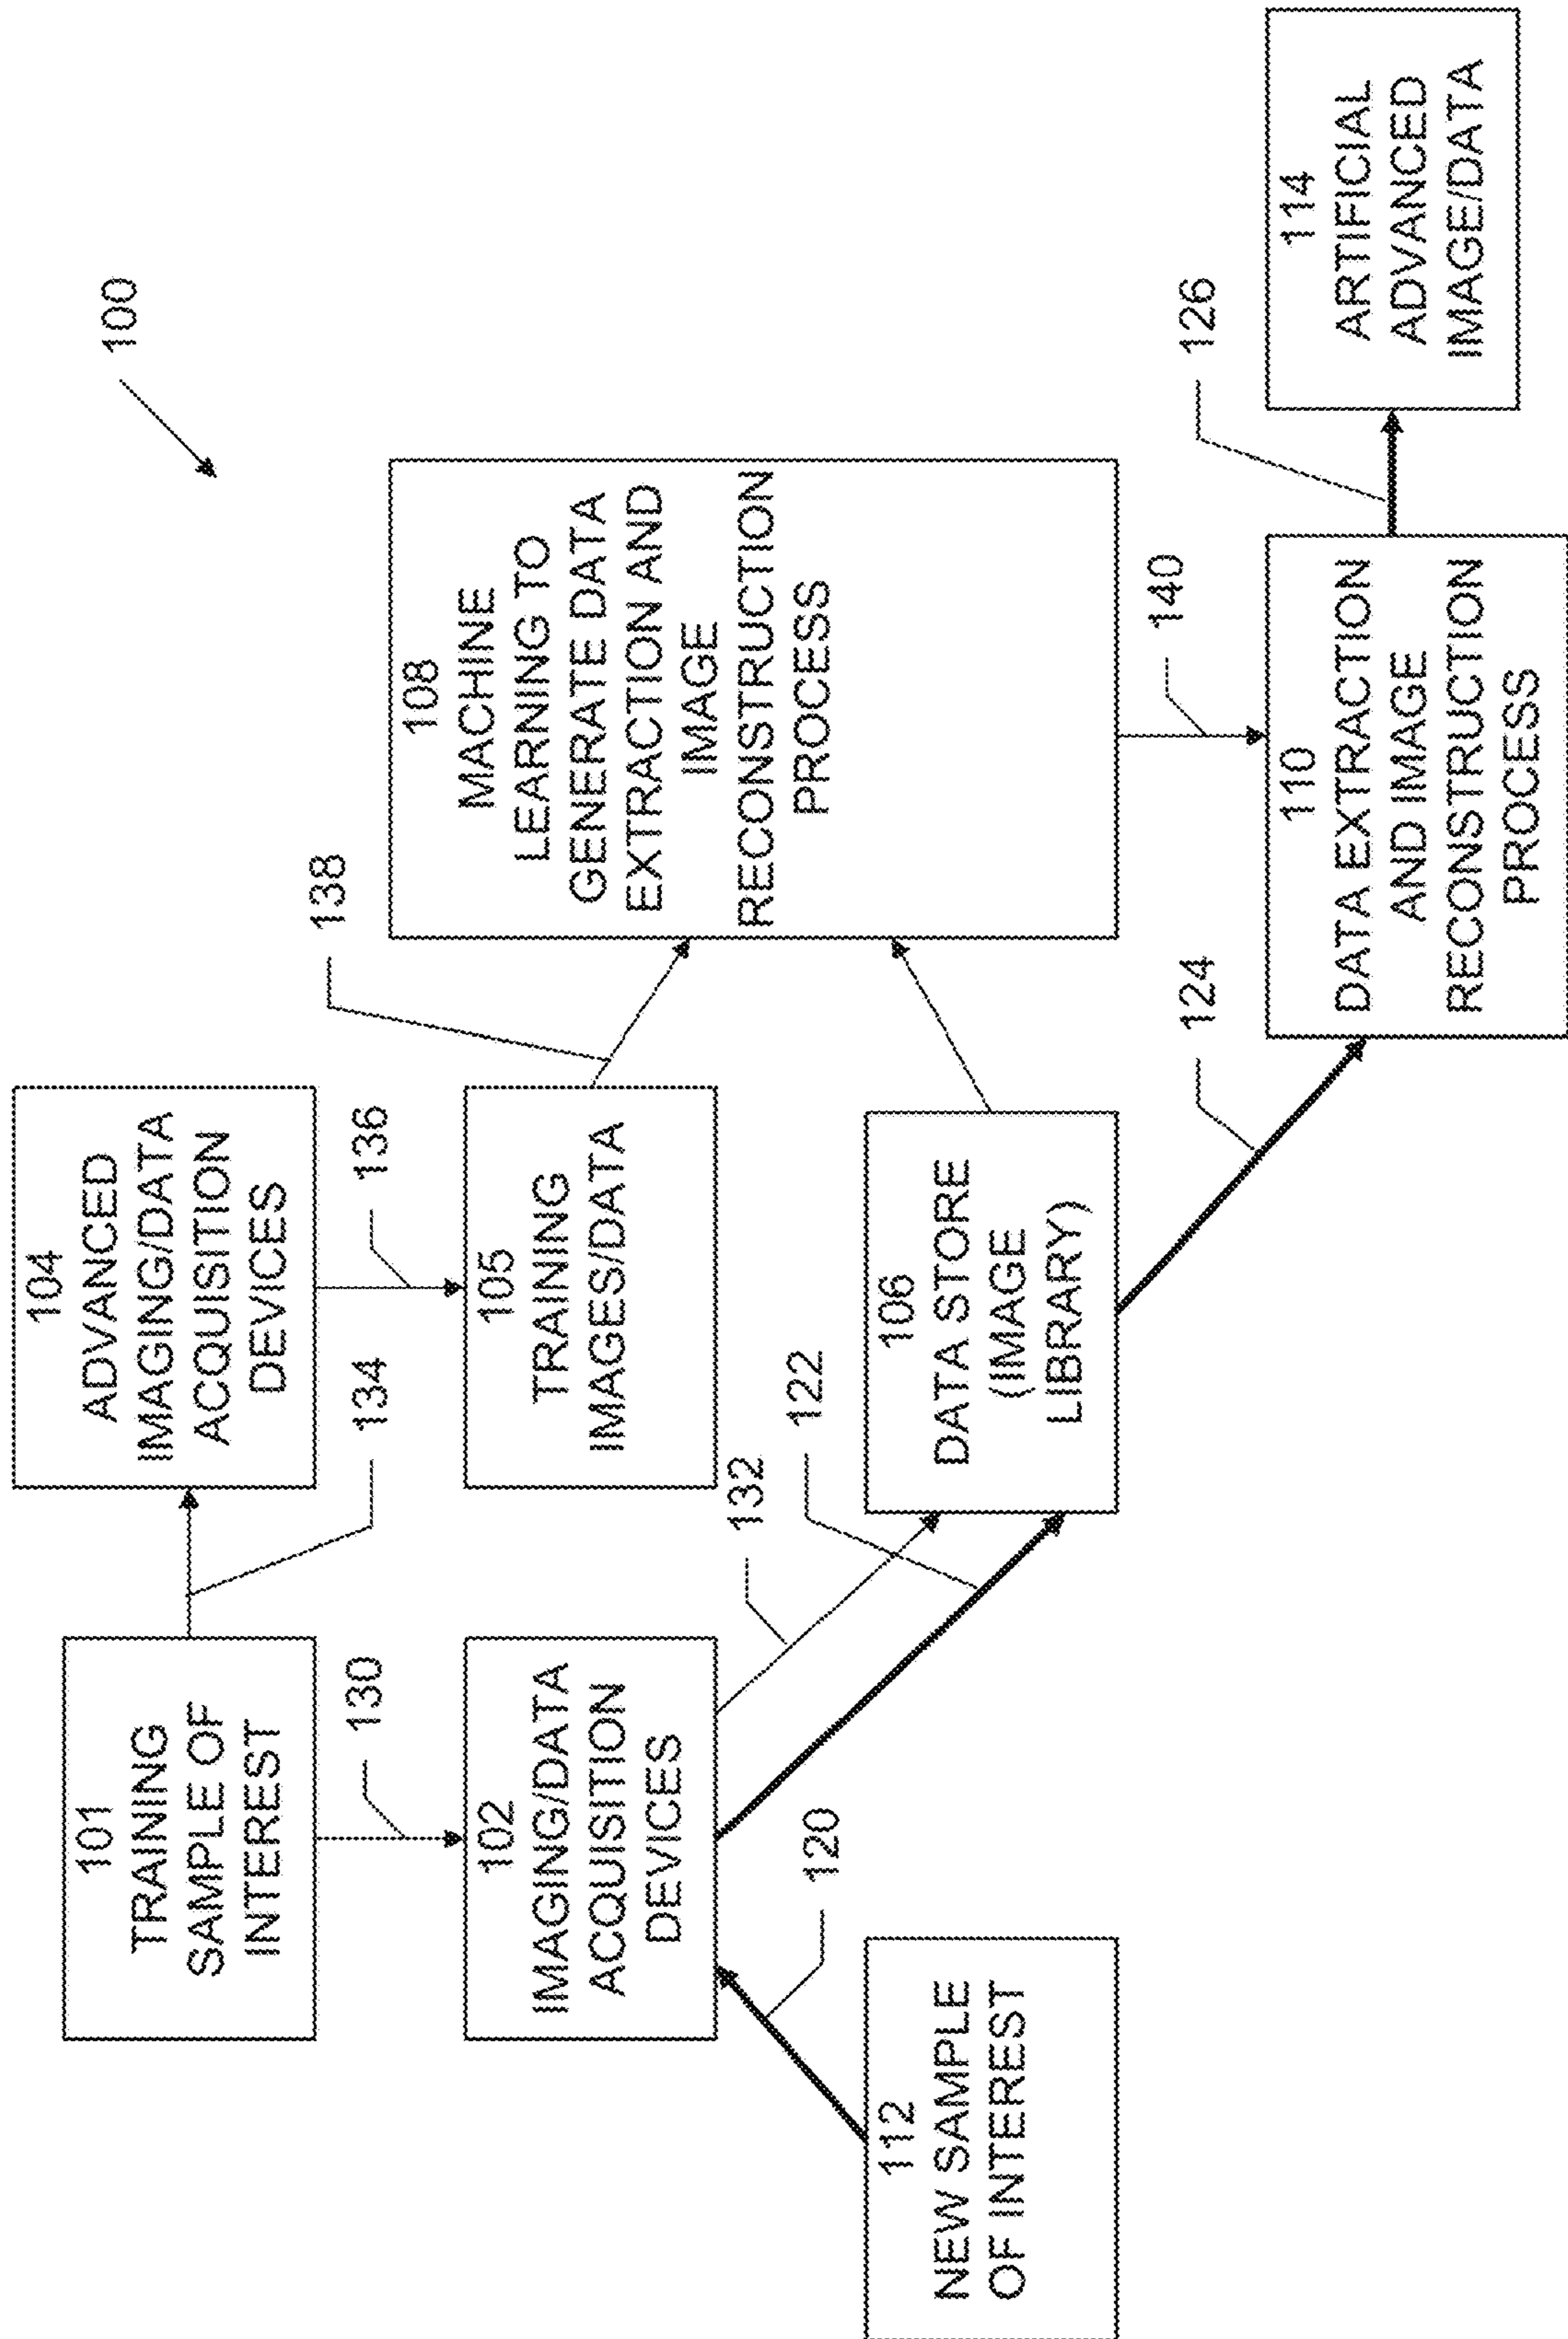 100
101
TRAINING
SAMPLE OF
INTEREST
134
104
ADVANCED
IMAGING/DATA
ACQUISITION
DEVICES
130
136
102
IMAGING/DATA
ACQUISITION
DEVICES
105
TRAINING
IMAGES/DATA
138
108
MACHINE
LEARNING TO
GENERATE DATA
EXTRACTION AND
IMAGE
RECONSTRUCTION
PROCESS
132
122
120
112
NEW SAMPLE
OF INTEREST
106
DATA STORE
(IMAGE
LIBRARY)
124
140
110
DATA EXTRACTION
AND IMAGE
RECONSTRUCTION
PROCESS
126
114
ARTIFICIAL
ADVANCED
IMAGE/DATA